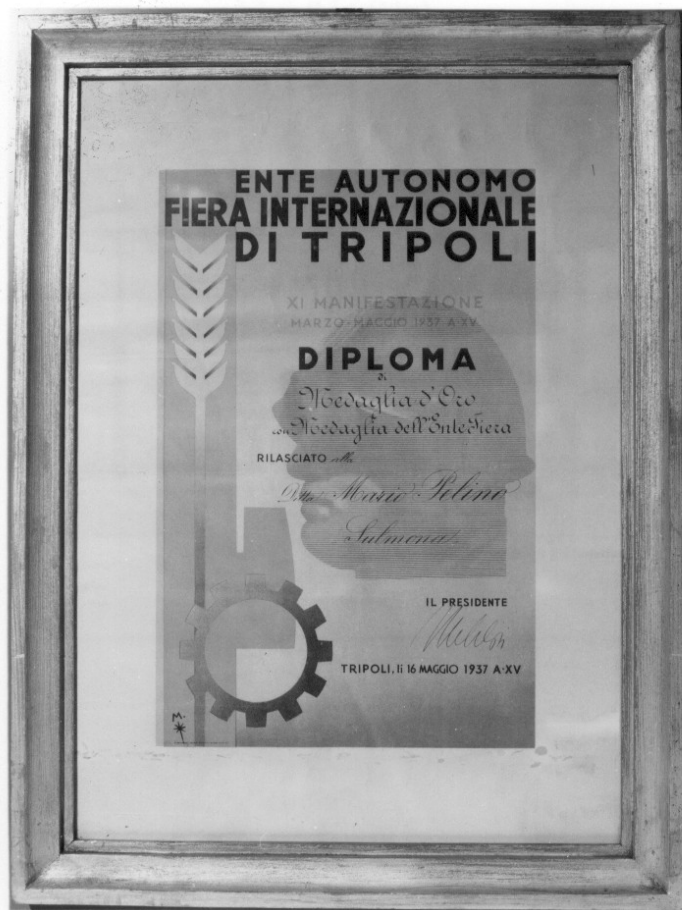 ENTE AUTONOMO
FIERA INTERNAZIONALE
DI TRIPOLI
XI MANIFESTAZIONE
MARZO-MAGGIO 1937 A·XV
DIPLOMA
di
Medaglia d'Oro
con Medaglia dell'Ente Fiera
RILASCIATO alla
Ditta Mario Pelino
Sulmona
IL PRESIDENTE
TRIPOLI, li 16 MAGGIO 1937 A·XV
M.